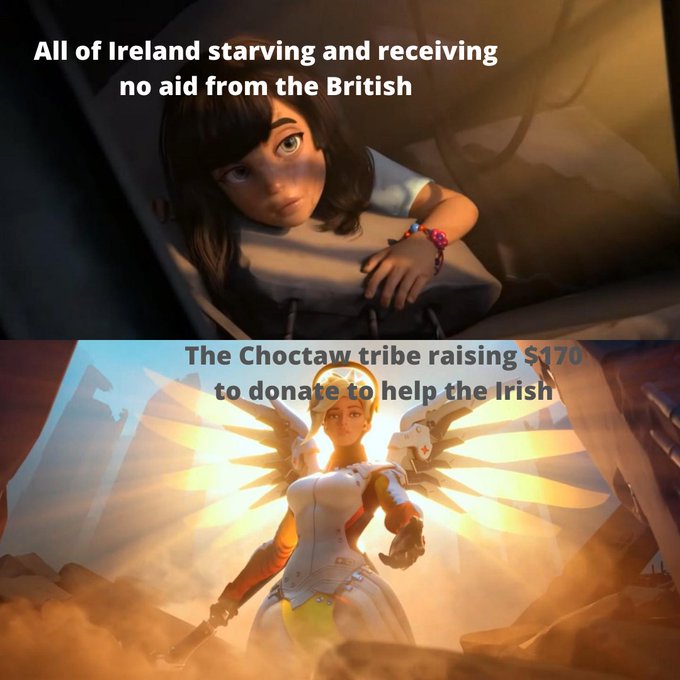 All of Ireland starving and receiving
no aid from the British
The Choctaw tribe raising $170
to donate to help the Irish